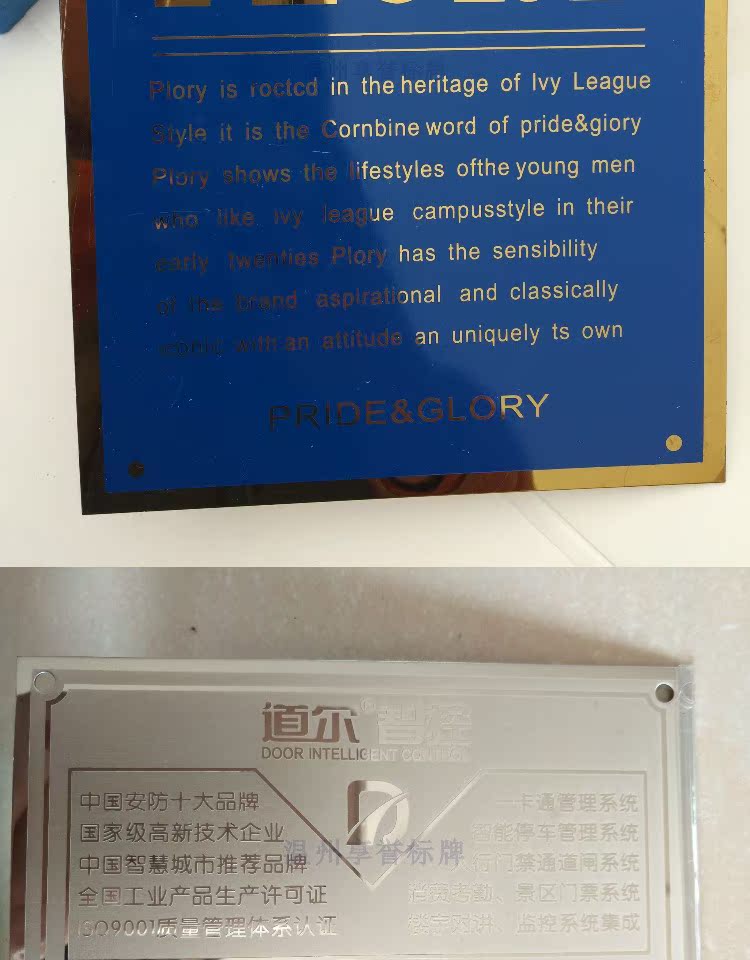 Plory is roctcd in the heritage of Ivy League
Style it is the Cornbine word of pride&giory
Plory shows the lifestyles ofthe young men
who like Ivy league campusstyle in their
early twenties Plory has the sensibility
of the brand aspirational and classically
iconic with an attitude an uniquely ts own
PRIDE&GLORY
道尔®智控
DOOR INTELLIGENT CONTROL
中国安防十大品牌
国家级高新技术企业
中国智慧城市推荐品牌
全国工业产品生产许可证
ISO9001质量管理体系认证
一卡通管理系统
智能停车管理系统
行门禁通道闸系统
消费考勤、景区门票系统
楼宇对讲、监控系统集成
温州享誉标牌